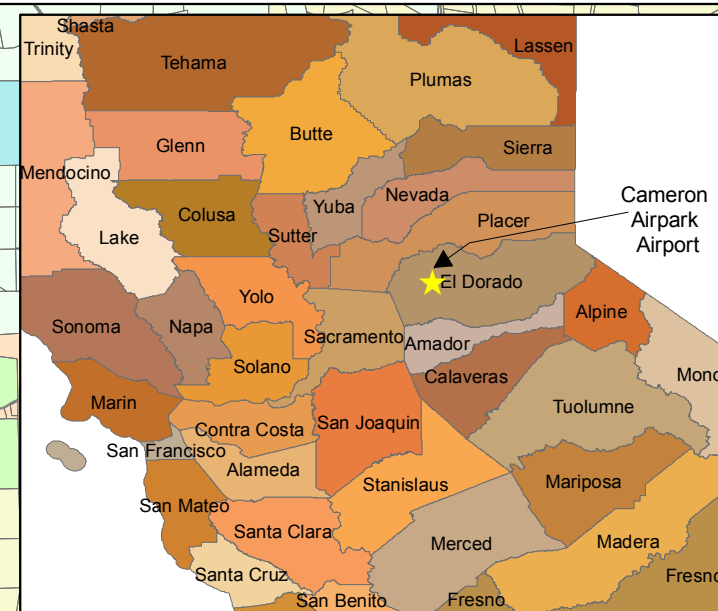 Shasta
Trinity
Lassen
Tehama
Plumas
Butte
Glenn
Sierra
Mendocino
Nevada
Yuba
Colusa
Placer
Cameron
Airpark
Airport
Lake
Sutter
El Dorado
Yolo
Alpine
Sonoma
Napa
Sacramento
Amador
Solano
Calaveras
Mono
Marin
Tuolumne
Contra Costa
San Joaquin
San Francisco
Alameda
Stanislaus
Mariposa
San Mateo
Santa Clara
Merced
Madera
Santa Cruz
Fresno
San Benito
Fresno